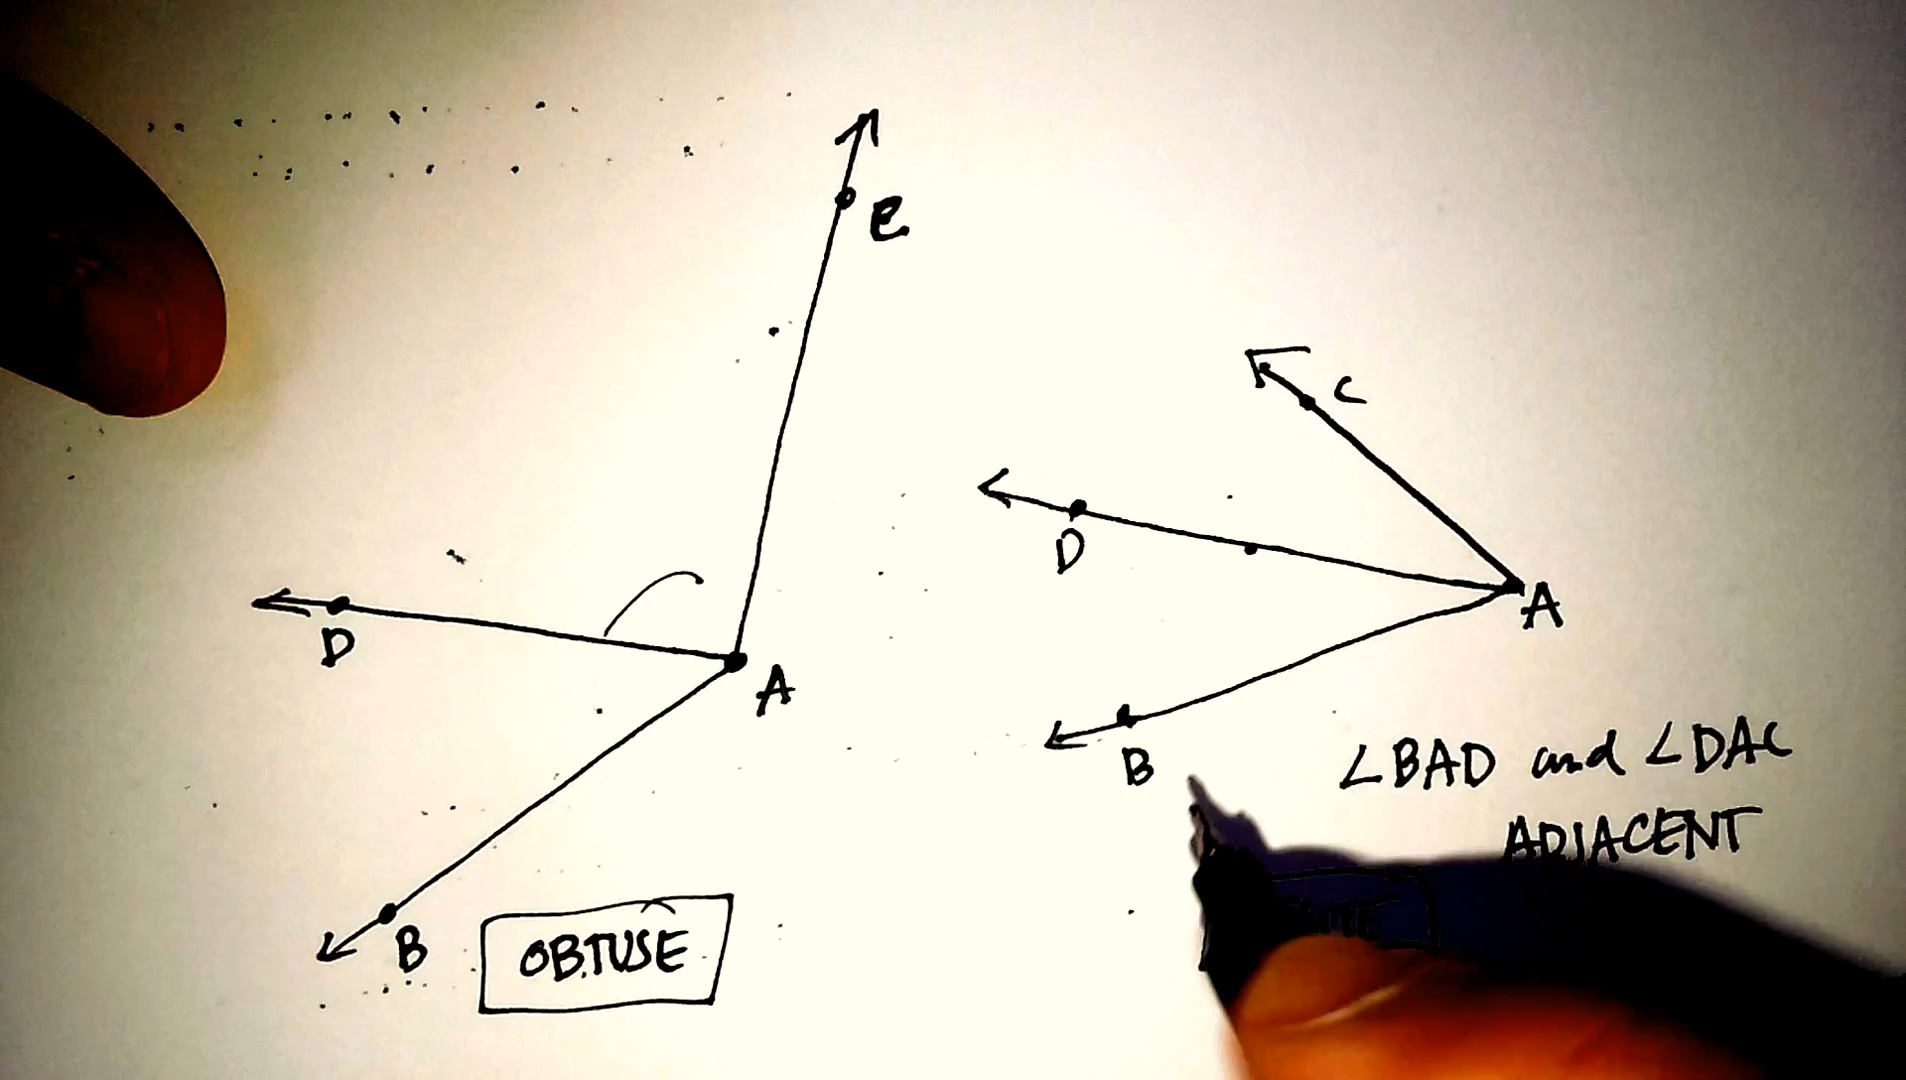 e
D
A
B
OBTUSE
C
D
A
B
∠BAD and ∠DAC
ADJACENT